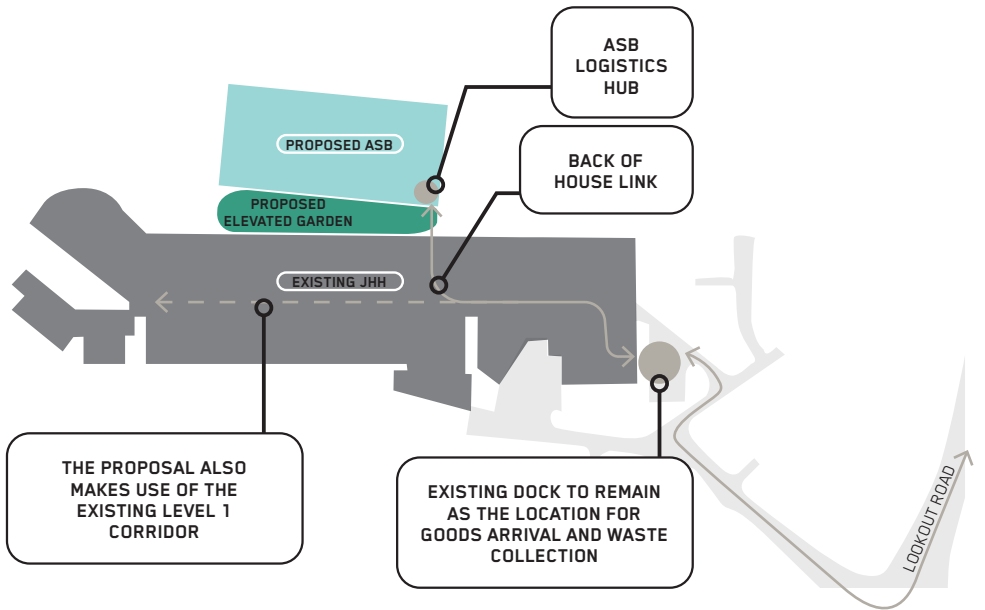 ASB
LOGISTICS
HUB
BACK OF
HOUSE LINK
PROPOSED ASB
PROPOSED
ELEVATED GARDEN
EXISTING JHH
THE PROPOSAL ALSO
MAKES USE OF THE
EXISTING LEVEL 1
CORRIDOR
EXISTING DOCK TO REMAIN
AS THE LOCATION FOR
GOODS ARRIVAL AND WASTE
COLLECTION
LOOKOUT ROAD